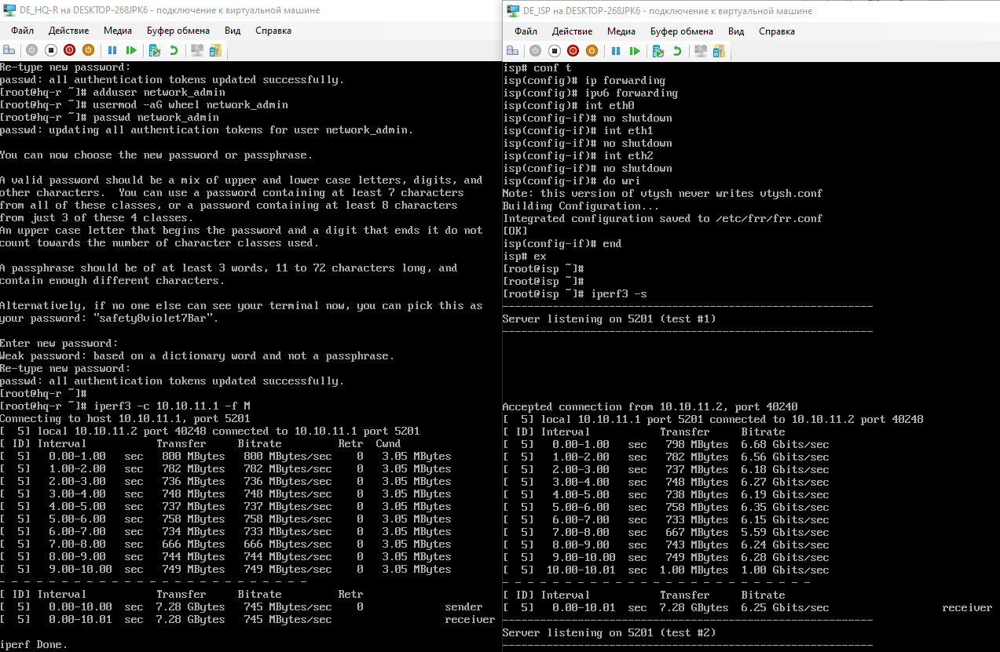 DE_HQ-R на DESKTOP-268JPK6 - подключение к виртуальной машине
Файл Действие Медиа Буфер обмена Вид Справка
Re-type new password:
passwd: all authentication tokens updated successfully.
[root@hq-r ~]# adduser network_admin
[root@hq-r ~]# usermod -aG wheel network_admin
[root@hq-r ~]# passwd network_admin
passwd: updating all authentication tokens for user network_admin.
You can now choose the new password or passphrase.
A valid password should be a mix of upper and lower case letters, digits, and
other characters.  You can use a password containing at least 7 characters
from all of these classes, or a password containing at least 8 characters
from just 3 of these 4 classes.
An upper case letter that begins the password and a digit that ends it do not
count towards the number of character classes used.
A passphrase should be of at least 3 words, 11 to 72 characters long, and
contain enough different characters.
Alternatively, if no one else can see your terminal now, you can pick this as
your password: "safety8violet7Bar".
Enter new password:
Weak password: based on a dictionary word and not a passphrase.
Re-type new password:
passwd: all authentication tokens updated successfully.
[root@hq-r ~]#
[root@hq-r ~]# iperf3 -c 10.10.11.1 -f M
Connecting to host 10.10.11.1, port 5201
[  5] local 10.10.11.2 port 40248 connected to 10.10.11.1 port 5201
[ ID] Interval           Transfer     Bitrate         Retr  Cwnd
[  5]   0.00-1.00   sec   800 MBytes   800 MBytes/sec    0   3.05 MBytes
[  5]   1.00-2.00   sec   782 MBytes   782 MBytes/sec    0   3.05 MBytes
[  5]   2.00-3.00   sec   736 MBytes   736 MBytes/sec    0   3.05 MBytes
[  5]   3.00-4.00   sec   748 MBytes   748 MBytes/sec    0   3.05 MBytes
[  5]   4.00-5.00   sec   737 MBytes   737 MBytes/sec    0   3.05 MBytes
[  5]   5.00-6.00   sec   758 MBytes   758 MBytes/sec    0   3.05 MBytes
[  5]   6.00-7.00   sec   734 MBytes   733 MBytes/sec    0   3.05 MBytes
[  5]   7.00-8.00   sec   666 MBytes   666 MBytes/sec    0   3.05 MBytes
[  5]   8.00-9.00   sec   744 MBytes   744 MBytes/sec    0   3.05 MBytes
[  5]   9.00-10.00  sec   749 MBytes   749 MBytes/sec    0   3.05 MBytes
- - - - - - - - - - - - - - - - - - - - - - - - -
[ ID] Interval           Transfer     Bitrate         Retr
[  5]   0.00-10.00  sec  7.28 GBytes   745 MBytes/sec    0             sender
[  5]   0.00-10.01  sec  7.28 GBytes   745 MBytes/sec                  receiver
iperf Done.
DE_ISP на DESKTOP-268JPK6 - подключение к виртуальной машине
Файл Действие Медиа Буфер обмена Вид Справка
isp# conf t
isp(config)# ip forwarding
isp(config)# ipv6 forwarding
isp(config)# int eth0
isp(config-if)# no shutdown
isp(config-if)# int eth1
isp(config-if)# no shutdown
isp(config-if)# int eth2
isp(config-if)# no shutdown
isp(config-if)# do wri
Note: this version of vtysh never writes vtysh.conf
Building Configuration...
Integrated configuration saved to /etc/frr/frr.conf
[OK]
isp(config-if)# end
isp# ex
[root@isp ~]#
[root@isp ~]#
[root@isp ~]# iperf3 -s
-----------------------------------------------------------
Server listening on 5201 (test #1)
-----------------------------------------------------------
Accepted connection from 10.10.11.2, port 40240
[  5] local 10.10.11.1 port 5201 connected to 10.10.11.2 port 40248
[ ID] Interval           Transfer     Bitrate
[  5]   0.00-1.00   sec   798 MBytes  6.68 Gbits/sec
[  5]   1.00-2.00   sec   782 MBytes  6.56 Gbits/sec
[  5]   2.00-3.00   sec   737 MBytes  6.18 Gbits/sec
[  5]   3.00-4.00   sec   748 MBytes  6.27 Gbits/sec
[  5]   4.00-5.00   sec   738 MBytes  6.19 Gbits/sec
[  5]   5.00-6.00   sec   758 MBytes  6.35 Gbits/sec
[  5]   6.00-7.00   sec   733 MBytes  6.15 Gbits/sec
[  5]   7.00-8.00   sec   667 MBytes  5.59 Gbits/sec
[  5]   8.00-9.00   sec   743 MBytes  6.24 Gbits/sec
[  5]   9.00-10.00  sec   749 MBytes  6.28 Gbits/sec
[  5]  10.00-10.01  sec  1.00 MBytes  1.00 Gbits/sec
- - - - - - - - - - - - - - - - - - - - - - - - -
[ ID] Interval           Transfer     Bitrate
[  5]   0.00-10.01  sec  7.28 GBytes  6.25 Gbits/sec                  receiver
-----------------------------------------------------------
Server listening on 5201 (test #2)
-----------------------------------------------------------